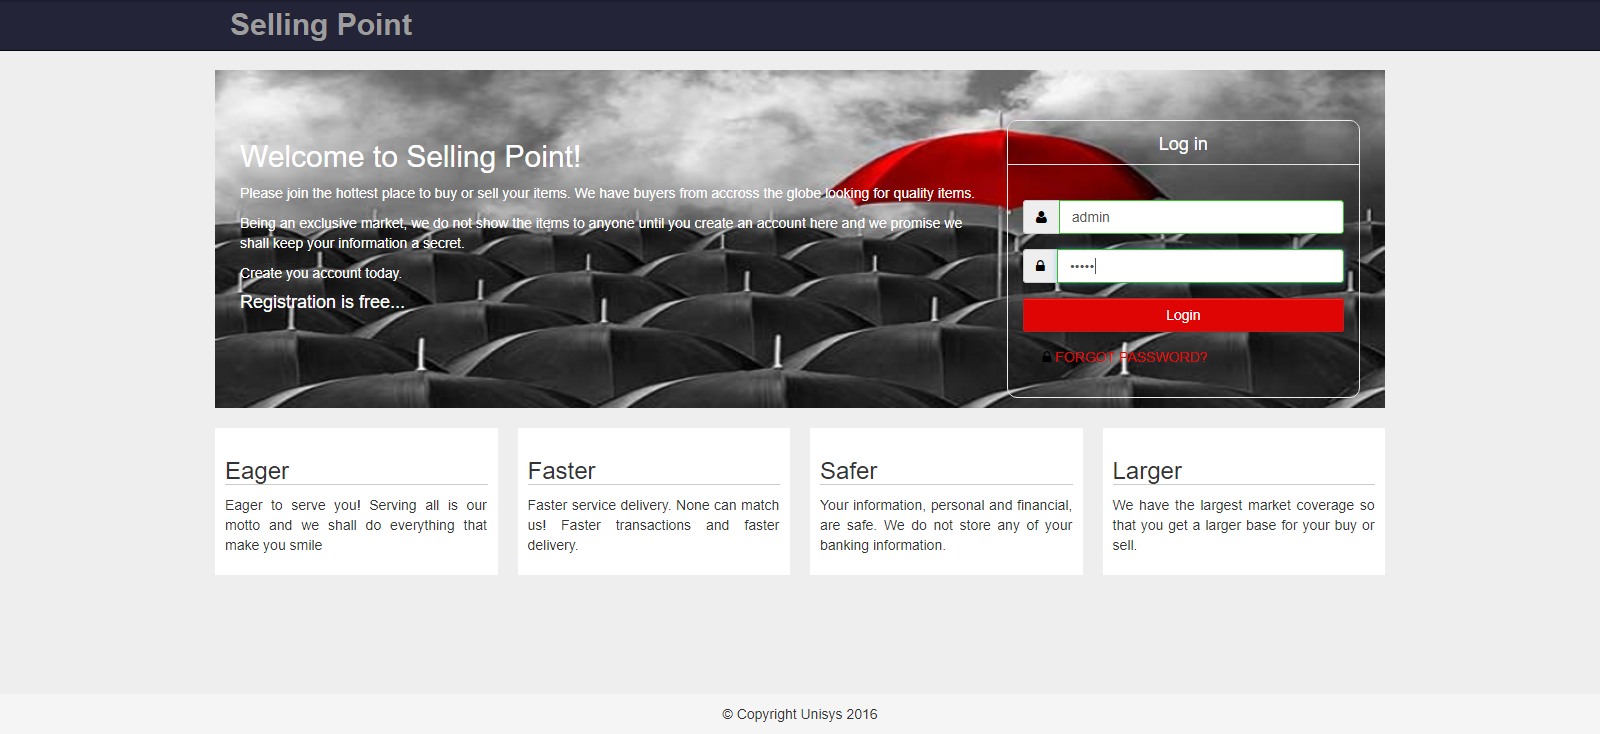 Selling Point
Welcome to Selling Point!
Please join the hottest place to buy or sell your items. We have buyers from accross the globe looking for quality items.
Being an exclusive market, we do not show the items to anyone until you create an account here and we promise we
shall keep your information a secret.
Create you account today.
Registration is free...
Log in
admin
•••••
Login
FORGOT PASSWORD?
Eager
Eager to serve you! Serving all is our
motto and we shall do everything that
make you smile
Faster
Faster service delivery. None can match
us! Faster transactions and faster
delivery.
Safer
Your information, personal and financial,
are safe. We do not store any of your
banking information.
Larger
We have the largest market coverage so
that you get a larger base for your buy or
sell.
© Copyright Unisys 2016